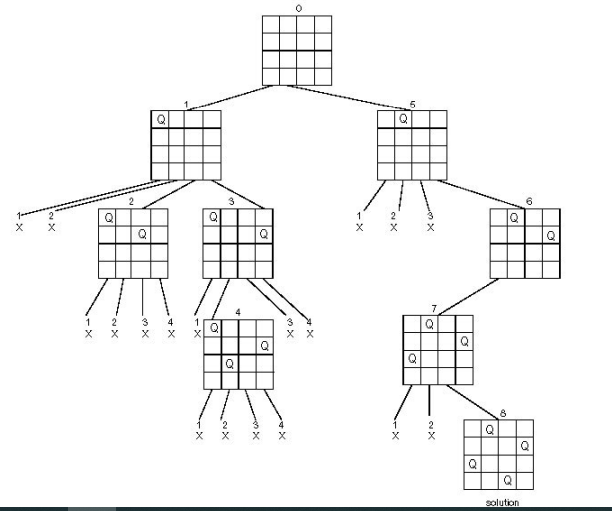 0
1
5
Q
Q
1 2
X X
2
3
1 2 3
X X X
6
Q
Q
Q
Q
Q
Q
1 2 3 4
X X X X
1 3 4
X X X
4
Q
Q
Q
7
Q
Q
Q
1 2 3 4
X X X X
1 2
X X
8
Q
Q
Q
Q
solution